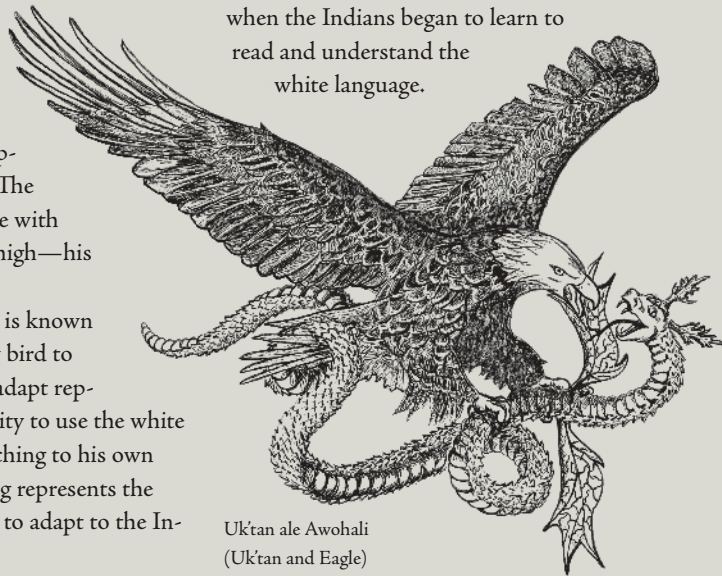 when the Indians began to learn to
read and understand the
white language.
p-
The
e with
high—his
is known
bird to
adapt rep-
ity to use the white
ching to his own
g represents the
to adapt to the In-
Uk'tan ale Awohali
(Uk'tan and Eagle)